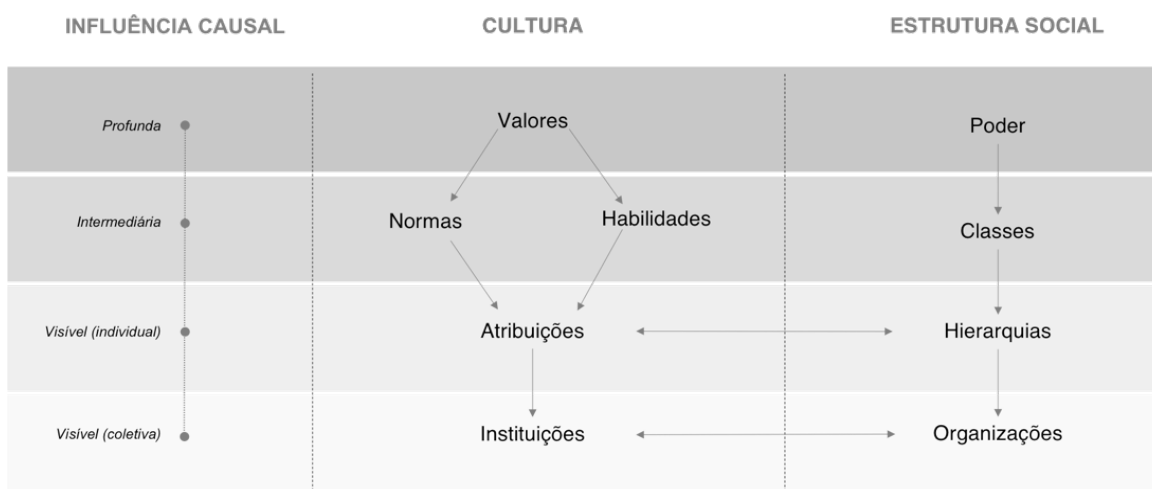 INFLUÊNCIA CAUSAL
CULTURA
ESTRUTURA SOCIAL
Profunda
Valores
Poder
Intermediária
Normas
Habilidades
Classes
Visível (individual)
Atribuições
Hierarquias
Visível (coletiva)
Instituições
Organizações